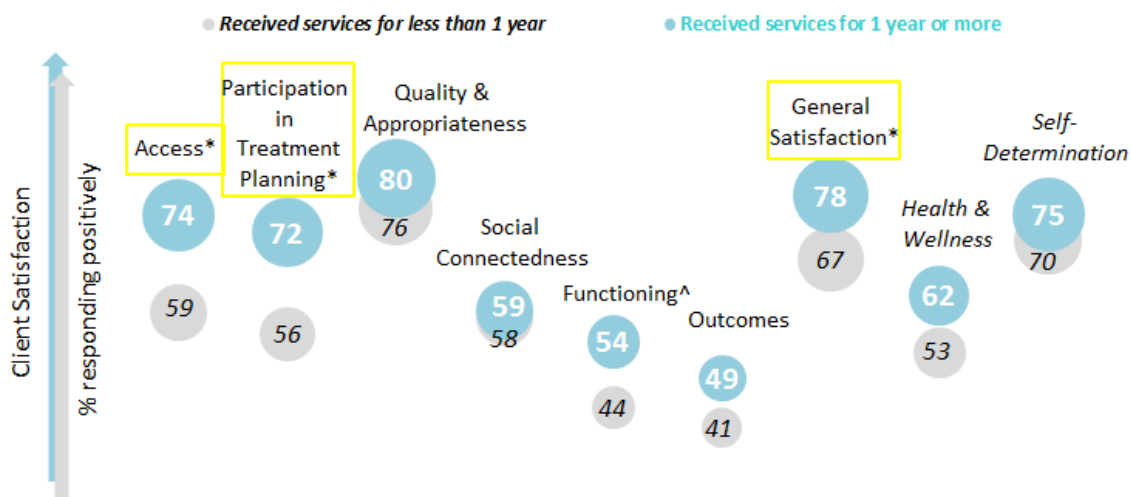 Received services for less than 1 year
Received services for 1 year or more
Client Satisfaction
% responding positively
Access*
74
59
Participation
in
Treatment
Planning*
72
56
Quality &
Appropriateness
80
76
Social
Connectedness
59
58
Functioning^
54
44
Outcomes
49
41
General
Satisfaction*
78
67
Health &
Wellness
62
53
Self-
Determination
75
70